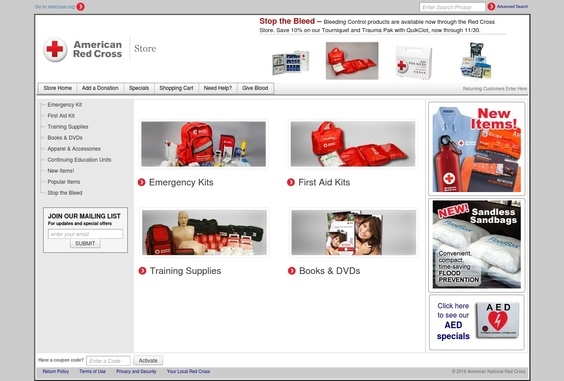 Go to redcross.org
Enter Search Phrase
Advanced Search
Stop the Bleed – Bleeding Control products are available now through the Red Cross
Store. Save 10% on our Tourniquet and Trauma Pak with QuikClot, now through 11/30.
American
Red Cross
Store
Store Home
Add a Donation
Specials
Shopping Cart
Need Help?
Give Blood
Returning Customers Enter Here
Emergency Kit
First Aid Kit
Training Supplies
Books & DVDs
Apparel & Accessories
Continuing Education Units
New Items!
Popular Items
Stop the Bleed
JOIN OUR MAILING LIST
For updates and special offers
enter your email
SUBMIT
Emergency Kits
First Aid Kits
Training Supplies
Books & DVDs
New
Items!
NEW!
Sandless
Sandbags
Convenient,
compact,
time-saving
FLOOD
PREVENTION
Click here
to see our
AED
specials
AED
Have a coupon code?
Enter a Code
Activate
Return Policy
Terms of Use
Privacy and Security
Your Local Red Cross